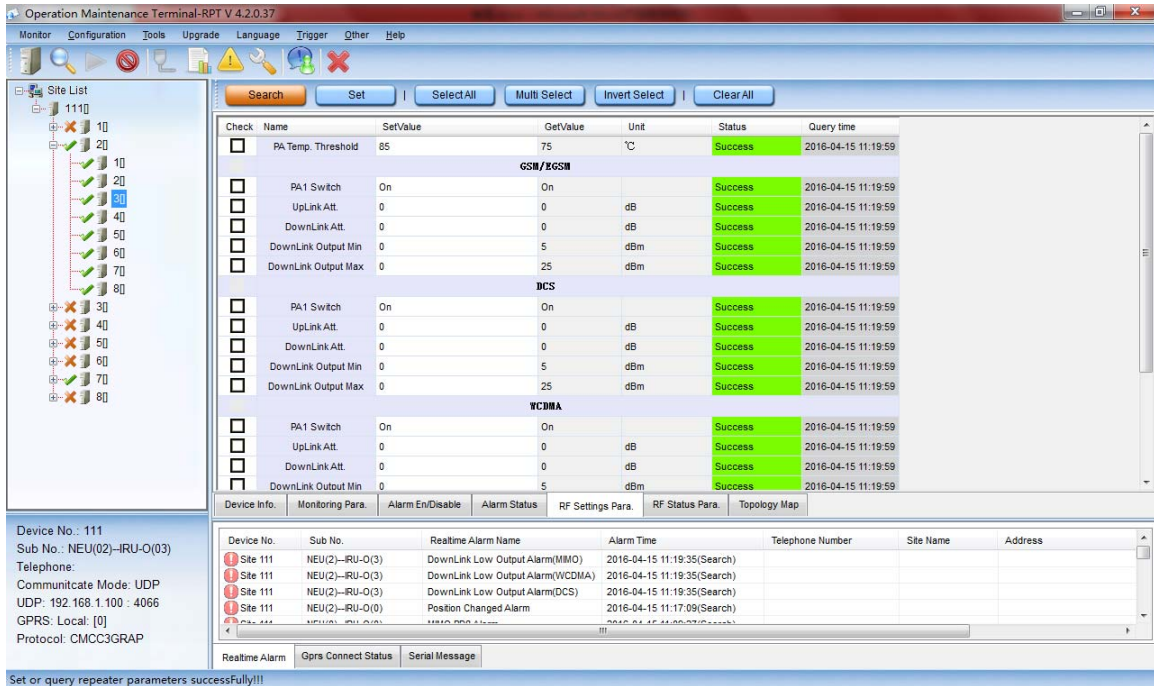 Operation Maintenance Terminal-RPT V 4.2.0.37
Monitor Configuration Tools Upgrade Language Trigger Other Help
Site List
111[]
1[]
2[]
1[]
2[]
3[]
4[]
5[]
6[]
7[]
8[]
3[]
4[]
5[]
6[]
7[]
8[]
Search Set | Select All Multi Select Invert Select | Clear All
Check Name SetValue GetValue Unit Status Query time
PA Temp. Threshold 85 75 ℃ Success 2016-04-15 11:19:59
GSM/EGSM
PA1 Switch On On Success 2016-04-15 11:19:59
UpLink Att. 0 0 dB Success 2016-04-15 11:19:59
DownLink Att. 0 0 dB Success 2016-04-15 11:19:59
DownLink Output Min 0 5 dBm Success 2016-04-15 11:19:59
DownLink Output Max 0 25 dBm Success 2016-04-15 11:19:59
DCS
PA1 Switch On On Success 2016-04-15 11:19:59
UpLink Att. 0 0 dB Success 2016-04-15 11:19:59
DownLink Att. 0 0 dB Success 2016-04-15 11:19:59
DownLink Output Min 0 5 dBm Success 2016-04-15 11:19:59
DownLink Output Max 0 25 dBm Success 2016-04-15 11:19:59
WCDMA
PA1 Switch On On Success 2016-04-15 11:19:59
UpLink Att. 0 0 dB Success 2016-04-15 11:19:59
DownLink Att. 0 0 dB Success 2016-04-15 11:19:59
DownLink Output Min 0 5 dBm Success 2016-04-15 11:19:59
Device Info. Monitoring Para. Alarm En/Disable Alarm Status RF Settings Para. RF Status Para. Topology Map
Device No.: 111
Sub No.: NEU(02)--IRU-O(03)
Telephone:
Communitcate Mode: UDP
UDP: 192.168.1.100 : 4066
GPRS: Local: [0]
Protocol: CMCC3GRAP
Device No. Sub No. Realtime Alarm Name Alarm Time Telephone Number Site Name Address
Site 111 NEU(2)--IRU-O(3) DownLink Low Output Alarm(MIMO) 2016-04-15 11:19:35(Search)
Site 111 NEU(2)--IRU-O(3) DownLink Low Output Alarm(WCDMA) 2016-04-15 11:19:35(Search)
Site 111 NEU(2)--IRU-O(3) DownLink Low Output Alarm(DCS) 2016-04-15 11:19:35(Search)
Site 111 NEU(2)--IRU-O(0) Position Changed Alarm 2016-04-15 11:17:09(Search)
Realtime Alarm Gprs Connect Status Serial Message
Set or query repeater parameters succesFully!!!